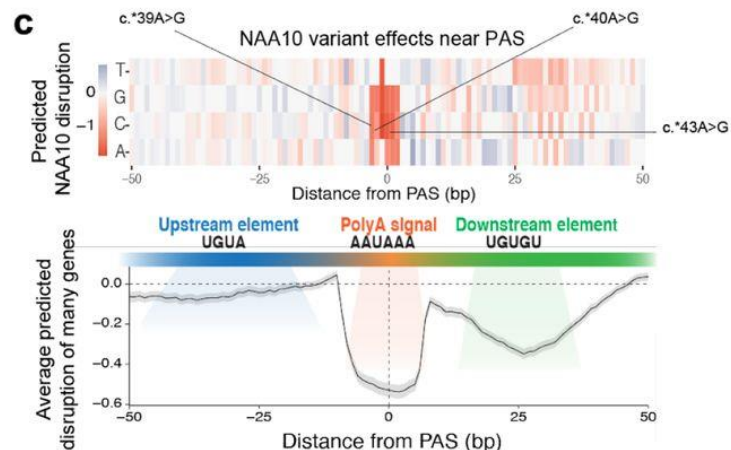 c
c.*39A>G
c.*40A>G
NAA10 variant effects near PAS
Predicted
NAA10 disruption
0
−1
T
G
C
A
c.*43A>G
−50
−25
0
25
50
Distance from PAS (bp)
Upstream element
PolyA signal
Downstream element
UGUA
AAUAAA
UGUGU
Average predicted
disruption of many genes
0.0
−0.2
−0.4
−0.6
−50
−25
0
25
50
Distance from PAS (bp)